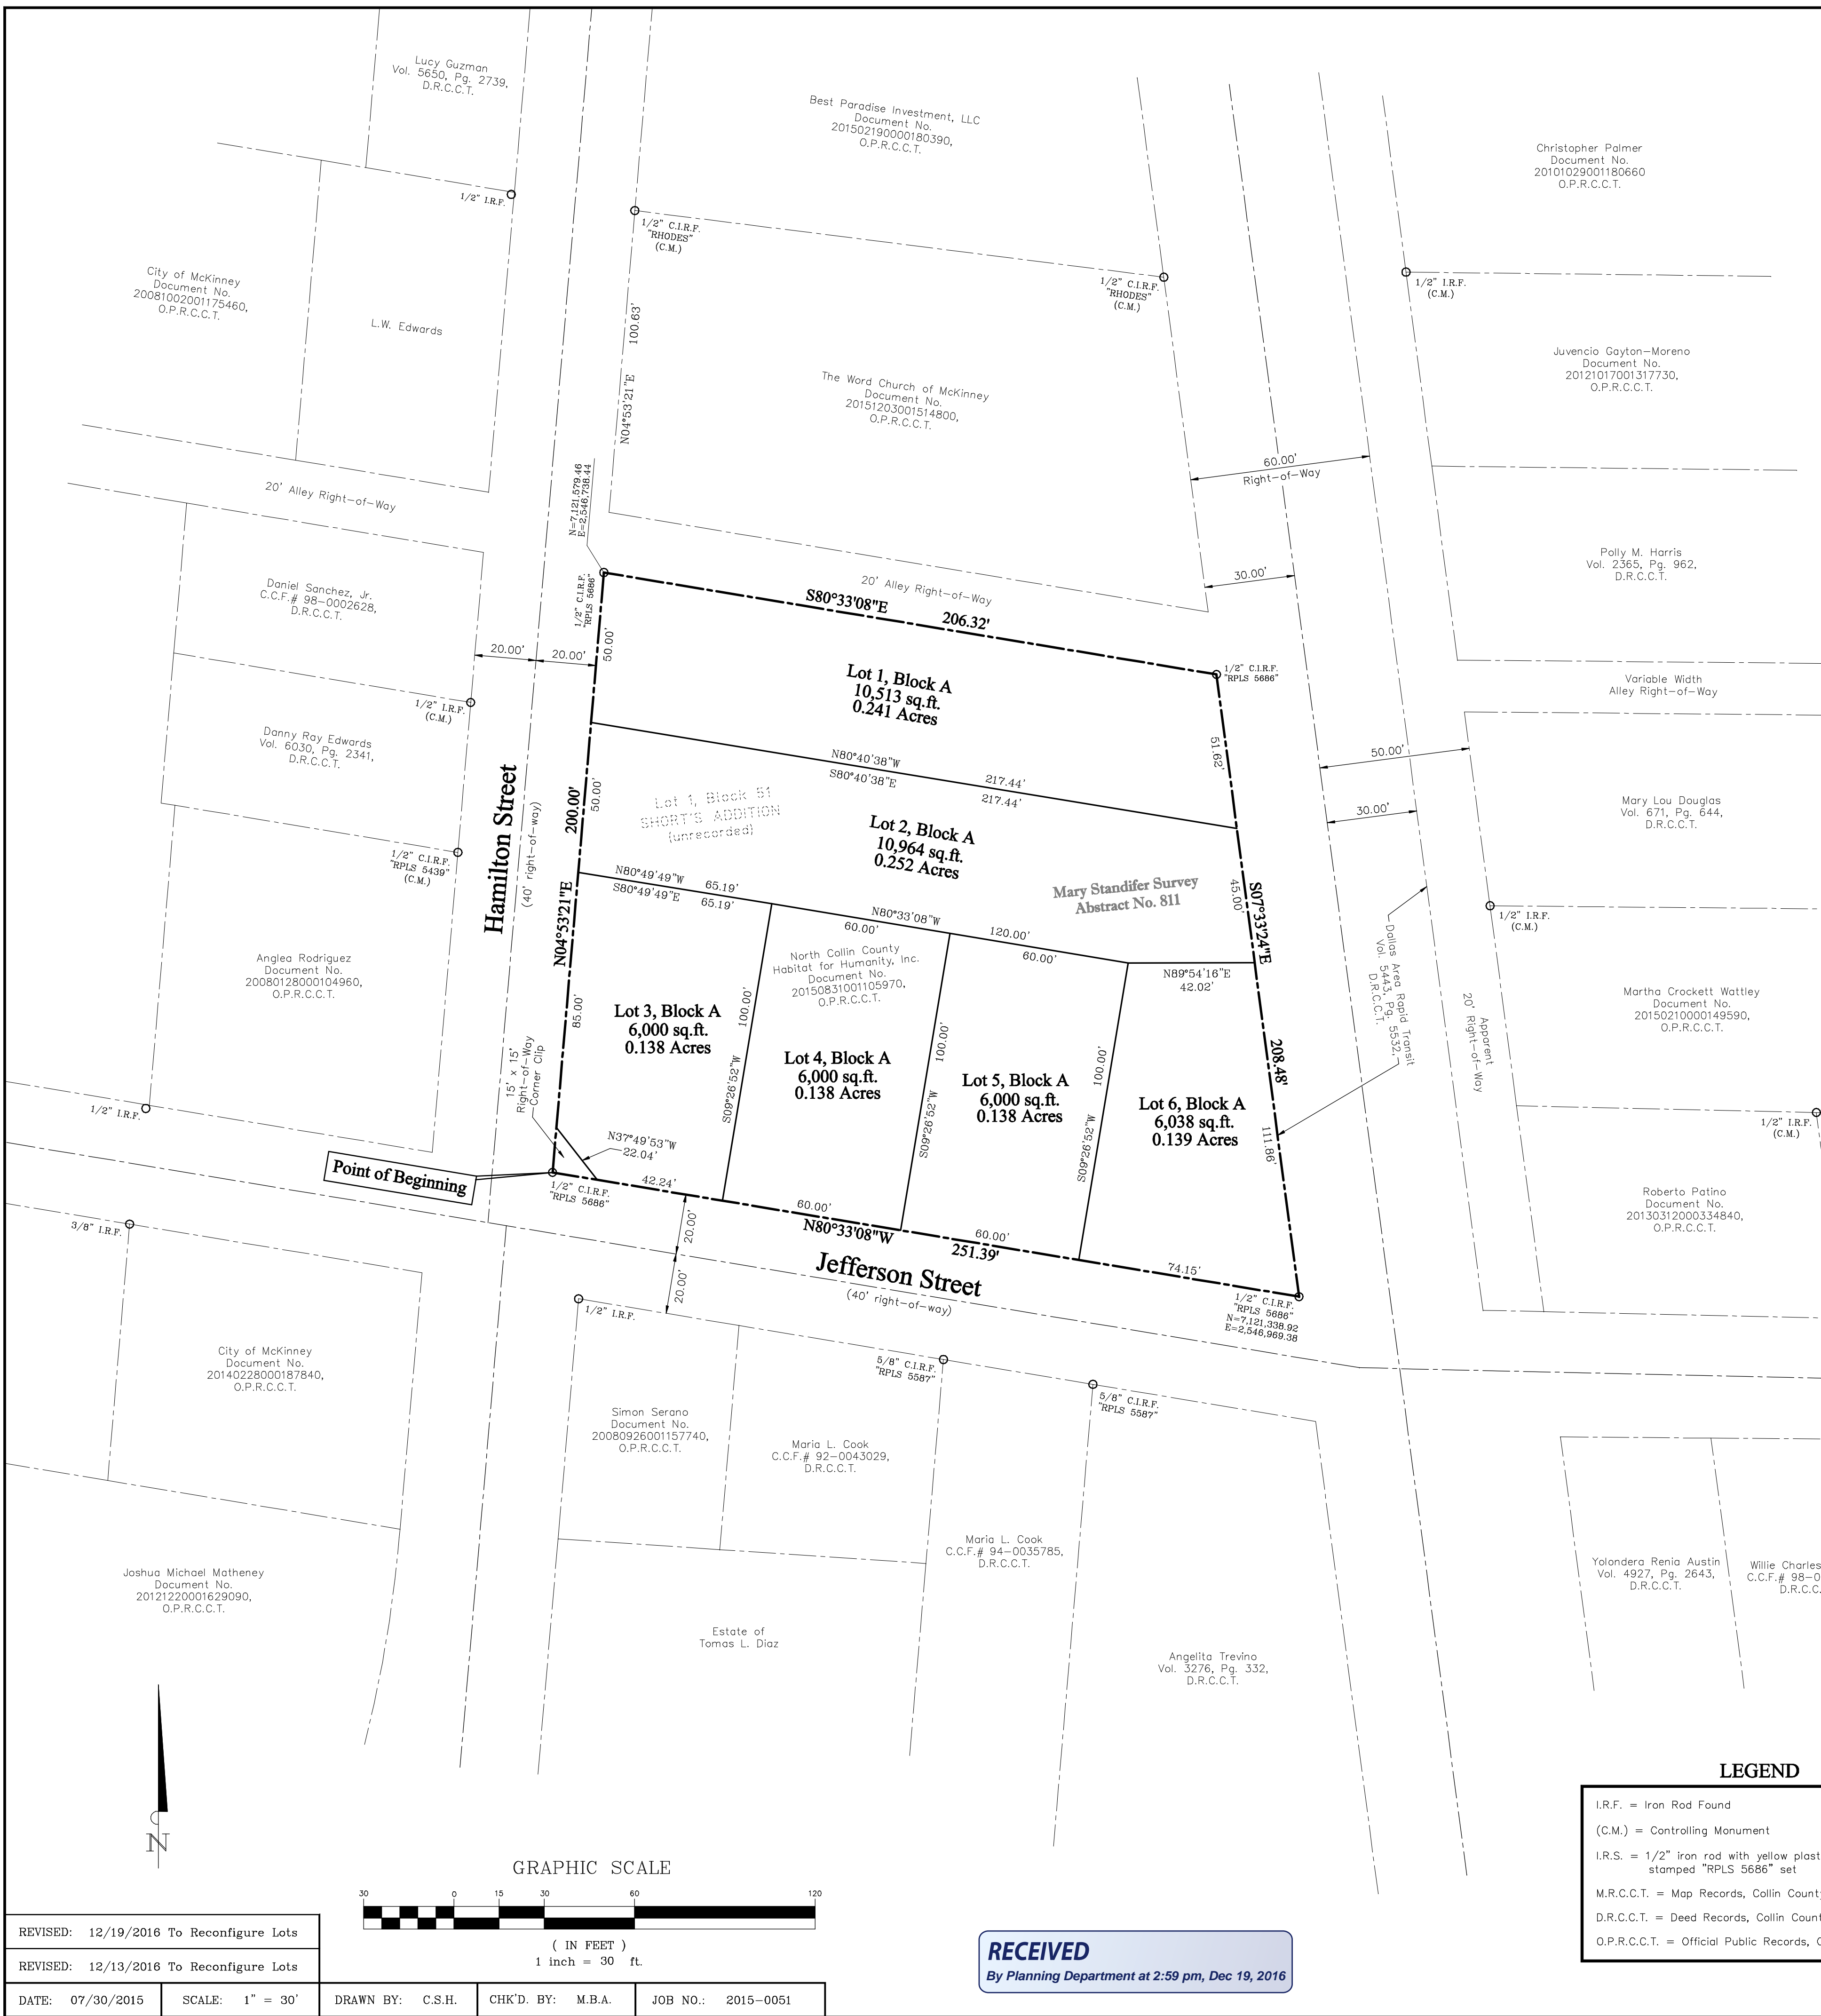 Lucy Guzman
Vol. 5650, Pg. 2739,
D.R.C.C.T.
Best Paradise Investment, LLC
Document No.
20150219000180390,
O.P.R.C.C.T.
Christopher Palmer
Document No.
20101029001180660
O.P.R.C.C.T.
1/2" I.R.F.
1/2" C.I.R.F.
"RHODES"
(C.M.)
1/2" C.I.R.F.
"RHODES"
(C.M.)
1/2" I.R.F.
(C.M.)
City of McKinney
Document No.
20081002001175460,
O.P.R.C.C.T.
L.W. Edwards
N04°53'21"E 100.63'
The Word Church of McKinney
Document No.
20151203001514800,
O.P.R.C.C.T.
Juvencio Gayton-Moreno
Document No.
20121017001317730,
O.P.R.C.C.T.
60.00'
Right-of-Way
20' Alley Right-of-Way
N=7,121,579.46
E=2,546,738.44
Polly M. Harris
Vol. 2365, Pg. 962,
D.R.C.C.T.
Daniel Sanchez, Jr.
C.C.F.# 98-0002628,
D.R.C.C.T.
1/2" C.I.R.F.
"RPLS 5686"
20' Alley Right-of-Way
30.00'
S80°33'08"E 206.32'
20.00'
20.00'
50.00'
1/2" C.I.R.F.
"RPLS 5686"
Lot 1, Block A
10,513 sq.ft.
0.241 Acres
Variable Width
Alley Right-of-Way
1/2" I.R.F.
(C.M.)
Danny Ray Edwards
Vol. 6030, Pg. 2341,
D.R.C.C.T.
51.62'
N80°40'38"W 217.44'
S80°40'38"E 217.44'
50.00'
Hamilton Street
(40' right-of-way)
200.00'
50.00'
N04°53'21"E
Lot 1, Block 51
SHORT'S ADDITION
(unrecorded)
Lot 2, Block A
10,964 sq.ft.
0.252 Acres
30.00'
Mary Lou Douglas
Vol. 671, Pg. 644,
D.R.C.C.T.
1/2" C.I.R.F.
"RPLS 5439"
(C.M.)
N80°49'49"W 65.19'
S80°49'49"E 65.19'
Mary Standifer Survey
Abstract No. 811
45.00'
S07°33'24"E
208.48'
N80°33'08"W 120.00'
60.00'
60.00'
1/2" I.R.F.
(C.M.)
Dallas Area Rapid Transit
Vol. 5443, Pg. 5532,
D.R.C.C.T.
Anglea Rodriguez
Document No.
20080128000104960,
O.P.R.C.C.T.
North Collin County
Habitat for Humanity, Inc.
Document No.
20150831001105970,
O.P.R.C.C.T.
N89°54'16"E
42.02'
Apparent
20' Right-of-Way
Martha Crockett Wattley
Document No.
20150210000149590,
O.P.R.C.C.T.
85.00'
Lot 3, Block A
6,000 sq.ft.
0.138 Acres
S09°26'52"W 100.00'
Lot 4, Block A
6,000 sq.ft.
0.138 Acres
S09°26'52"W 100.00'
Lot 5, Block A
6,000 sq.ft.
0.138 Acres
S09°26'52"W 100.00'
Lot 6, Block A
6,038 sq.ft.
0.139 Acres
111.86'
15' x 15'
Right-of-Way
Corner Clip
1/2" I.R.F.
1/2" I.R.F.
(C.M.)
N37°49'53"W
22.04'
Point of Beginning
1/2" C.I.R.F.
"RPLS 5686"
42.24'
60.00'
N80°33'08"W 251.39'
60.00'
74.15'
Roberto Patino
Document No.
20130312000334840,
O.P.R.C.C.T.
3/8" I.R.F.
20.00'
20.00'
Jefferson Street
(40' right-of-way)
1/2" C.I.R.F.
"RPLS 5686"
N=7,121,338.92
E=2,546,969.38
1/2" I.R.F.
City of McKinney
Document No.
20140228000187840,
O.P.R.C.C.T.
5/8" C.I.R.F.
"RPLS 5587"
5/8" C.I.R.F.
"RPLS 5587"
Simon Serano
Document No.
20080926001157740,
O.P.R.C.C.T.
Maria L. Cook
C.C.F.# 92-0043029,
D.R.C.C.T.
Maria L. Cook
C.C.F.# 94-0035785,
D.R.C.C.T.
Joshua Michael Matheney
Document No.
20121220001629090,
O.P.R.C.C.T.
Yolondera Renia Austin
Vol. 4927, Pg. 2643,
D.R.C.C.T.
Willie Charles
C.C.F.# 98-0
D.R.C.C.
Estate of
Tomas L. Diaz
Angelita Trevino
Vol. 3276, Pg. 332,
D.R.C.C.T.
N
LEGEND
I.R.F. = Iron Rod Found
(C.M.) = Controlling Monument
I.R.S. = 1/2" iron rod with yellow plast
stamped "RPLS 5686" set
M.R.C.C.T. = Map Records, Collin County
D.R.C.C.T. = Deed Records, Collin Count
O.P.R.C.C.T. = Official Public Records, C
GRAPHIC SCALE
30 0 15 30 60 120
( IN FEET )
1 inch = 30 ft.
RECEIVED
By Planning Department at 2:59 pm, Dec 19, 2016
REVISED: 12/19/2016 To Reconfigure Lots
REVISED: 12/13/2016 To Reconfigure Lots
DATE: 07/30/2015 SCALE: 1" = 30' DRAWN BY: C.S.H. CHK'D. BY: M.B.A. JOB NO.: 2015-0051